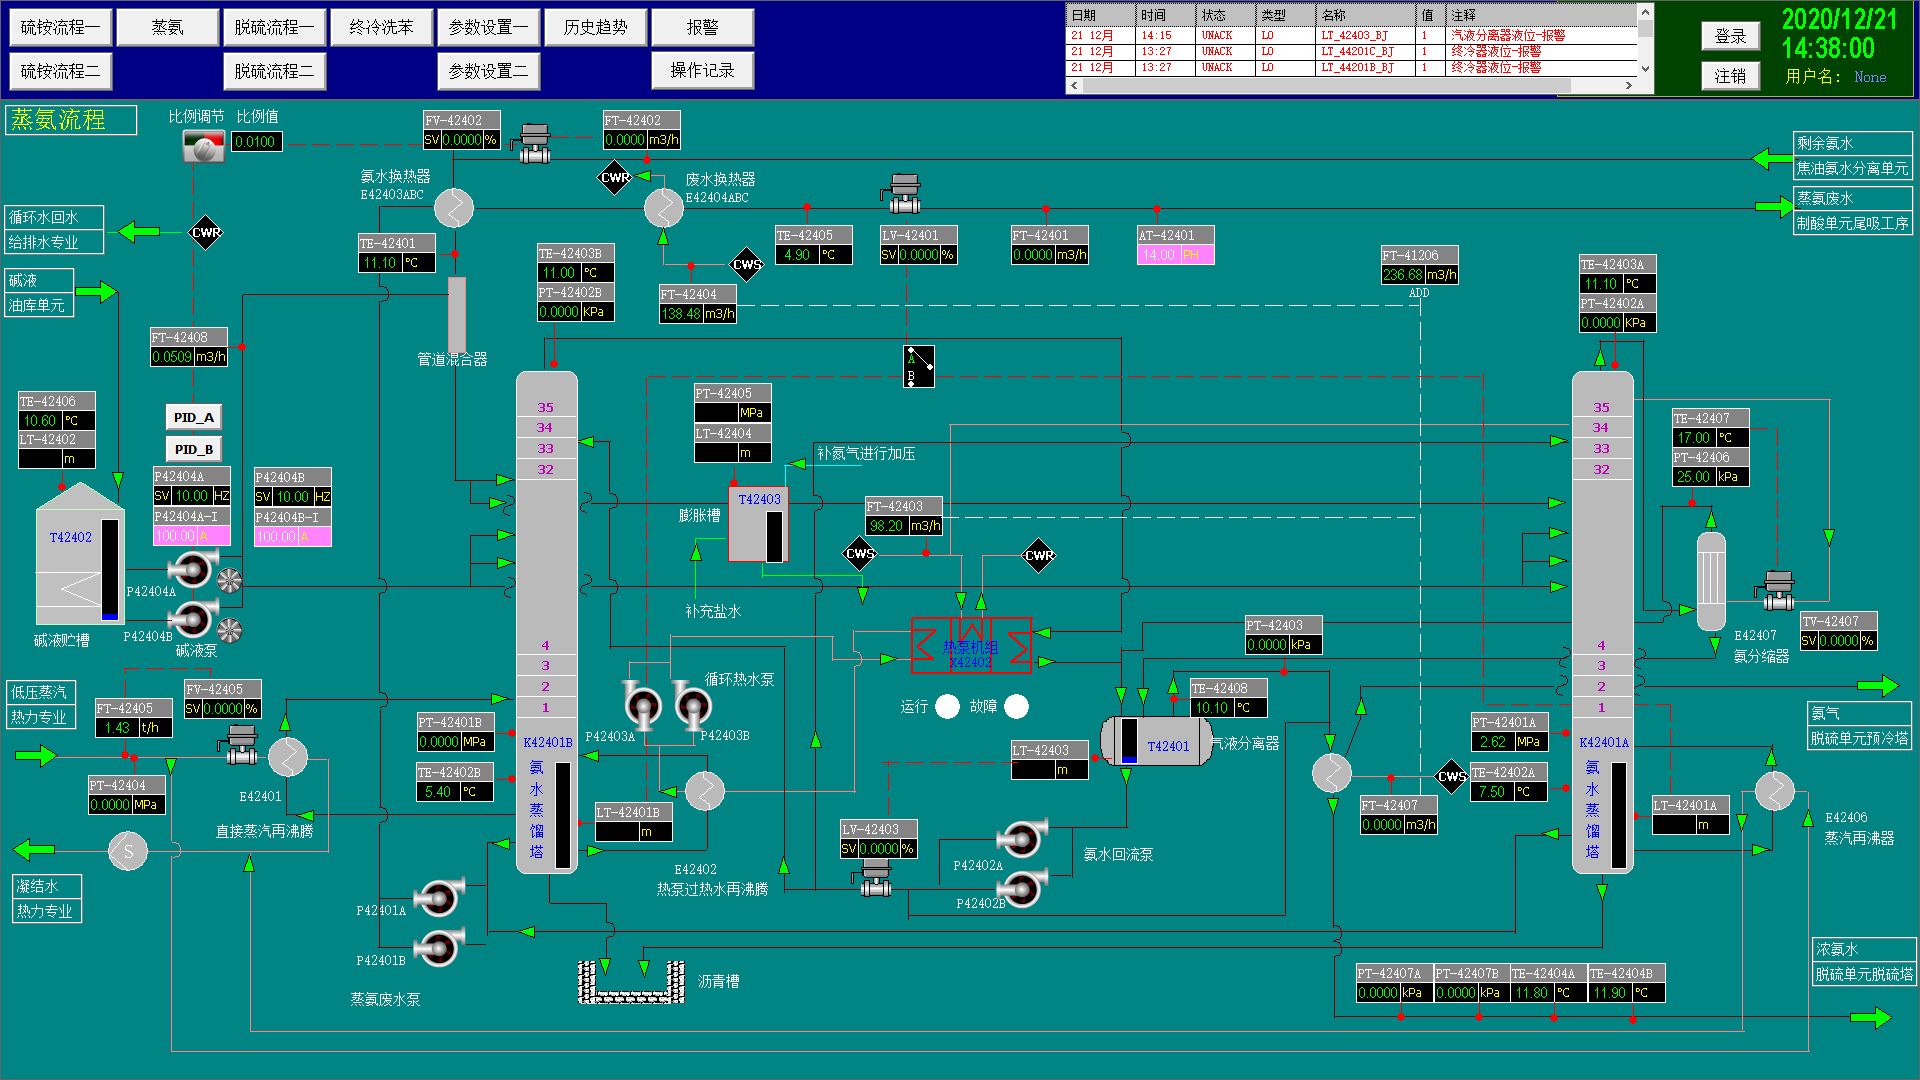 硫铵流程一 蒸氨 脱硫流程一 终冷洗苯 参数设置一 历史趋势 报警
硫铵流程二 脱硫流程二 参数设置二 操作记录
日期 时间 状态 类型 名称 值 注释
21 12月 14:15 UNACK LO LT_42403_BJ 1 汽液分离器液位-报警
21 12月 13:27 UNACK LO LT_44201C_BJ 1 终冷器液位-报警
21 12月 13:27 UNACK LO LT_44201B_BJ 1 终冷器液位-报警
登录
注销
2020/12/21
14:38:00
用户名: None
蒸氨流程
比例调节 比例值
0.0100
FV-42402
SV 0.0000 %
FT-42402
0.0000 m3/h
剩余氨水
焦油氨水分离单元
蒸氨废水
制酸单元尾吸工序
氨水换热器
E42403ABC
CWR
废水换热器
E42404ABC
循环水回水
给排水专业
CWR
TE-42401
11.10 ℃
TE-42403B
11.00 ℃
PT-42402B
0.0000 KPa
CWS
FT-42404
138.48 m3/h
TE-42405
4.90 ℃
LV-42401
SV 0.0000 %
FT-42401
0.0000 m3/h
AT-42401
14.00 PH
FT-41206
236.68 m3/h
ADD
TE-42403A
11.10 ℃
PT-42402A
0.0000 KPa
碱液
油库单元
FT-42408
0.0509 m3/h
管道混合器
A
B
TE-42406
10.60 ℃
LT-42402
m
PID_A
PID_B
P42404A
SV 10.00 HZ
P42404A-I
100.00 A
P42404B
SV 10.00 HZ
P42404B-I
100.00 A
PT-42405
MPa
LT-42404
m
补氮气进行加压
T42403
膨胀槽
FT-42403
98.20 m3/h
CWS
CWR
补充盐水
35
34
33
32
4
3
2
1
K42401B
氨
水
蒸
馏
塔
35
34
33
32
4
3
2
1
K42401A
氨
水
蒸
馏
塔
TE-42407
17.00 ℃
PT-42406
25.00 kPa
E42407
氨分缩器
TV-42407
SV 0.0000 %
T42402
碱液贮槽
P42404A
P42404B
碱液泵
热泵机组
K42402
运行 故障
PT-42403
0.0000 kPa
TE-42408
10.10 ℃
低压蒸汽
热力专业
FT-42405
1.43 t/h
FV-42405
SV 0.0000 %
PT-42404
0.0000 MPa
E42401
直接蒸汽再沸腾
S
凝结水
热力专业
PT-42401B
0.0000 MPa
TE-42402B
5.40 ℃
循环热水泵
P42403A
P42403B
LT-42401B
m
E42402
热泵过热水再沸腾
LT-42403
m
T42401
气液分离器
LV-42403
SV 0.0000 %
P42402A
P42402B
氨水回流泵
FT-42407
0.0000 m3/h
CWS
PT-42401A
2.62 MPa
TE-42402A
7.50 ℃
LT-42401A
m
E42406
蒸汽再沸器
氨气
脱硫单元预冷塔
浓氨水
脱硫单元脱硫塔
P42401A
P42401B
蒸氨废水泵
沥青槽
PT-42407A
0.0000 kPa
PT-42407B
0.0000 kPa
TE-42404A
11.80 ℃
TE-42404B
11.90 ℃